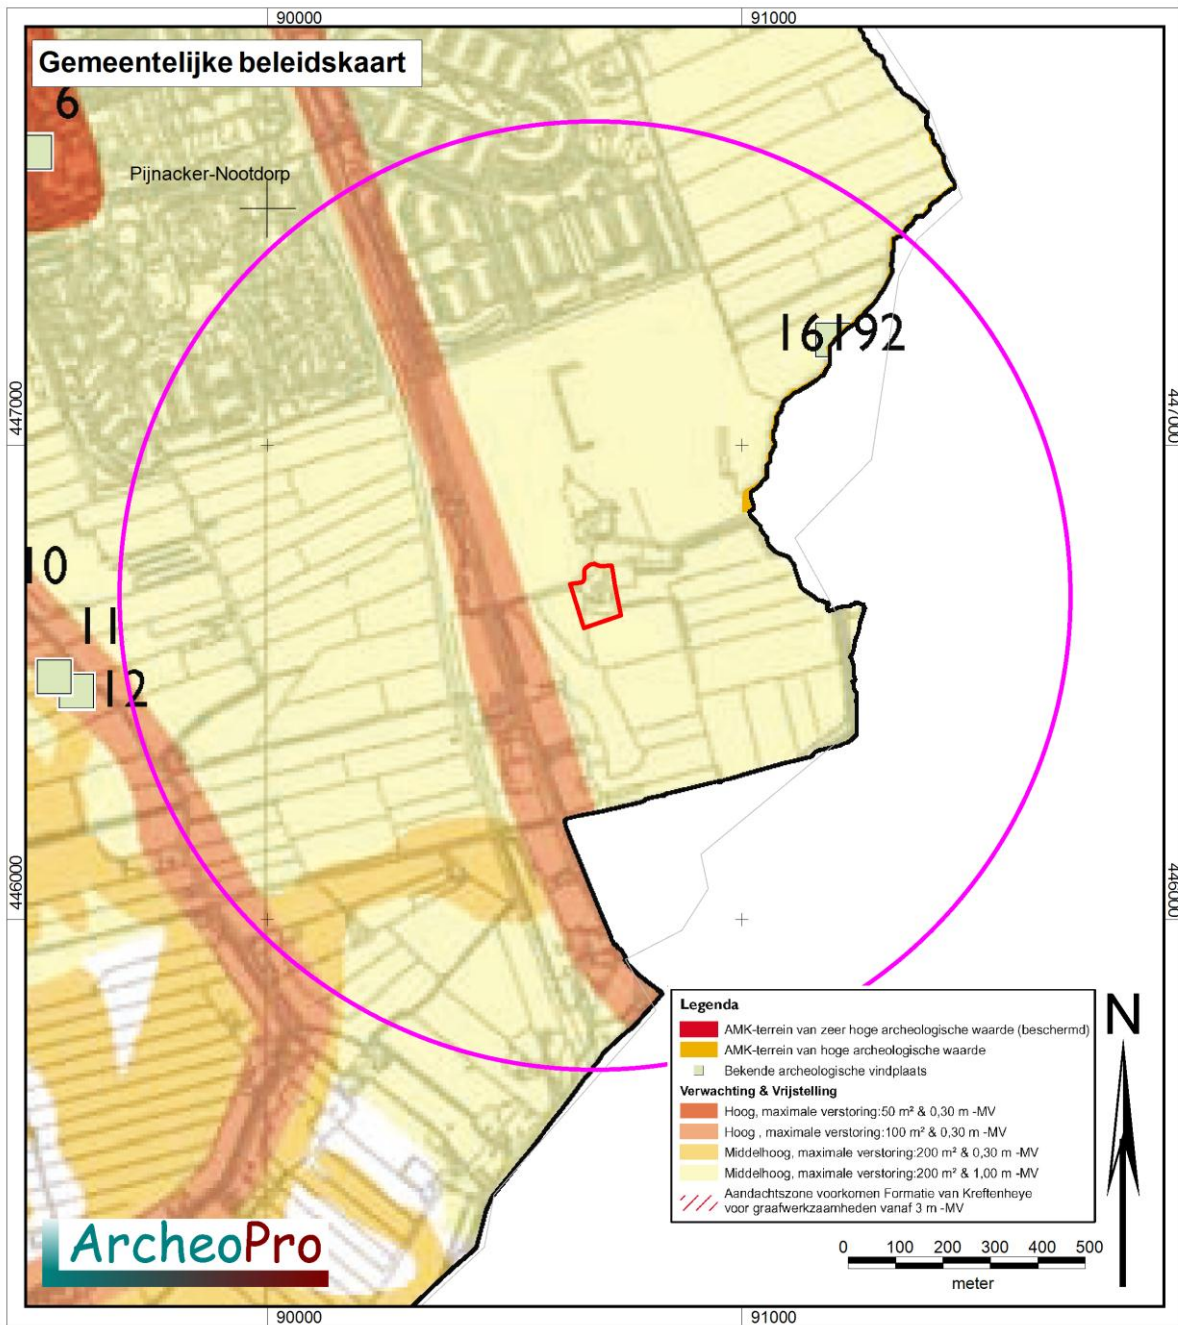 90000
91000
Gemeentelijke beleidskaart
6
Pijnacker-Nootdorp
16192
447000
447000
10
11
12
446000
446000
Legenda
AMK-terrein van zeer hoge archeologische waarde (beschermd)
AMK-terrein van hoge archeologische waarde
Bekende archeologische vindplaats
Verwachting & Vrijstelling
Hoog, maximale verstoring:50 m² & 0,30 m -MV
Hoog , maximale verstoring:100 m² & 0,30 m -MV
Middelhoog, maximale verstoring:200 m² & 0,30 m -MV
Middelhoog, maximale verstoring:200 m² & 1,00 m -MV
Aandachtszone voorkomen Formatie van Kreftenheye
voor graafwerkzaamheden vanaf 3 m -MV
N
ArcheoPro
0 100 200 300 400 500
meter
90000
91000